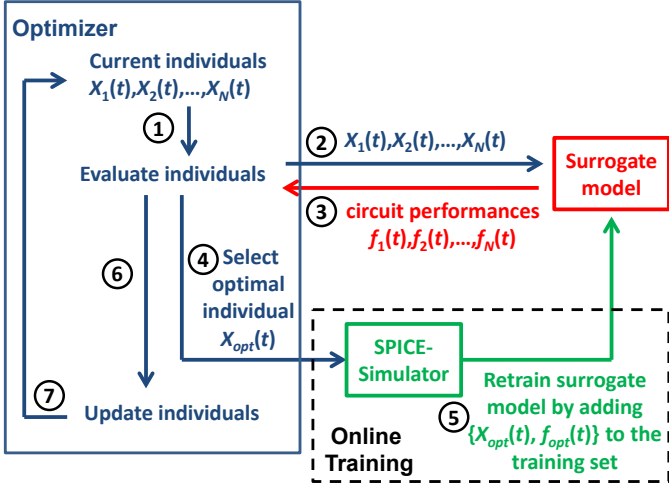 Optimizer
Current individuals
X1(t),X2(t),...,XN(t)
1
2
X1(t),X2(t),...,XN(t)
Evaluate individuals
Surrogate
model
3
circuit performances
f1(t),f2(t),...,fN(t)
6
4
Select
optimal
individual
Xopt(t)
SPICE-
Simulator
7
Update individuals
5
Retrain surrogate
model by adding
{Xopt(t), fopt(t)} to the
training set
Online
Training